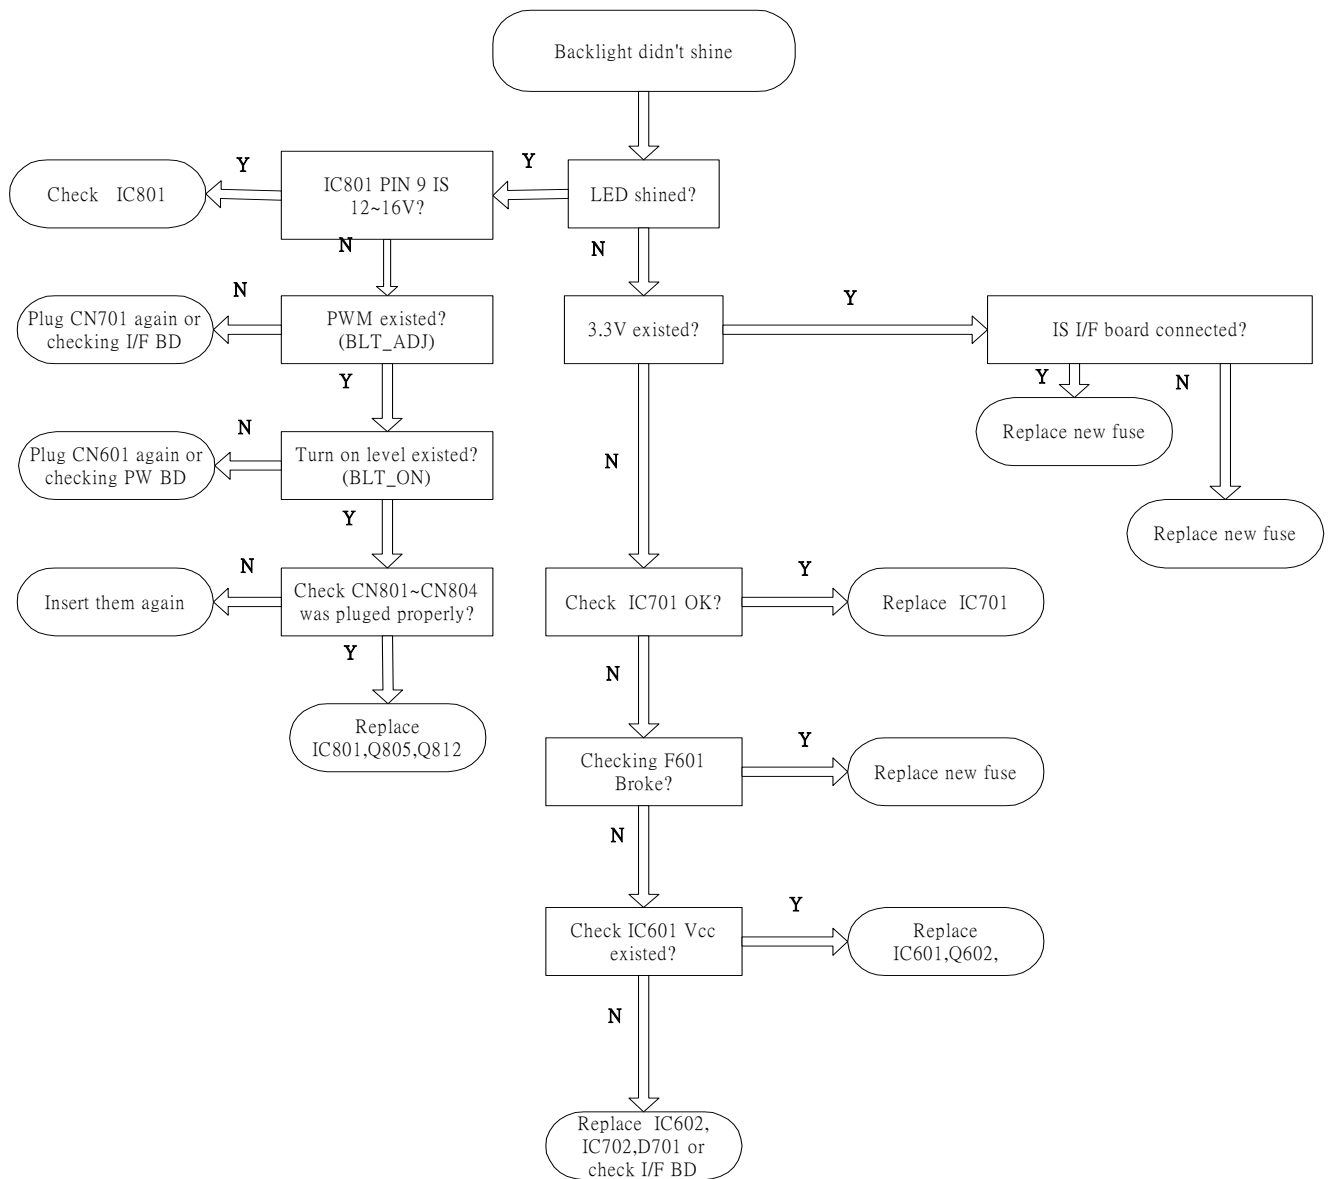 Backlight didn't shine
Y
Y
Check IC801
IC801 PIN 9 IS
12~16V?
LED shined?
N
N
N
Y
Plug CN701 again or
checking I/F BD
PWM existed?
(BLT_ADJ)
3.3V existed?
IS I/F board connected?
Y
Y
N
N
Replace new fuse
Plug CN601 again or
checking PW BD
Turn on level existed?
(BLT_ON)
N
Y
Replace new fuse
N
Y
Insert them again
Check CN801~CN804
was pluged properly?
Check IC701 OK?
Replace IC701
Y
N
Replace
IC801,Q805,Q812
Y
Checking F601
Broke?
Replace new fuse
N
Y
Check IC601 Vcc
existed?
Replace
IC601,Q602,
N
Replace IC602,
IC702,D701 or
check I/F BD